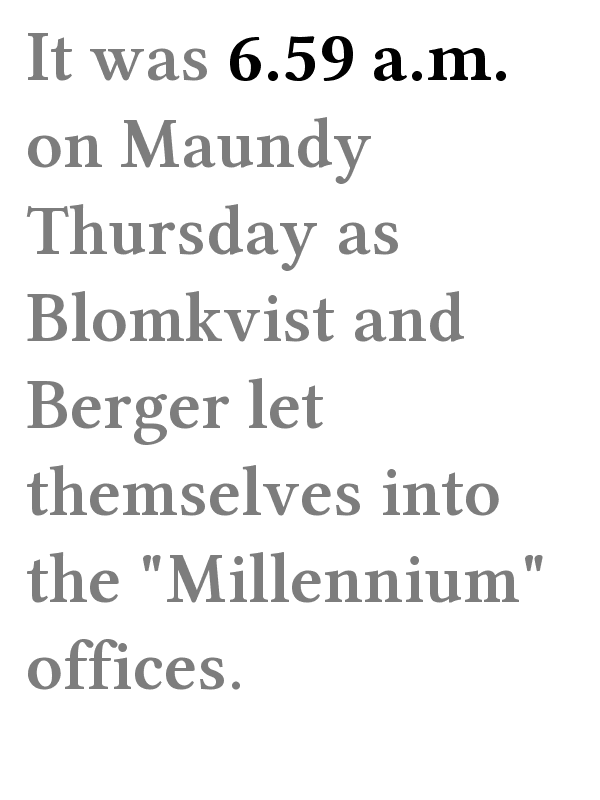 It was 6.59 a.m.
on Maundy
Thursday as
Blomkvist and
Berger let
themselves into
the "Millennium"
offices.